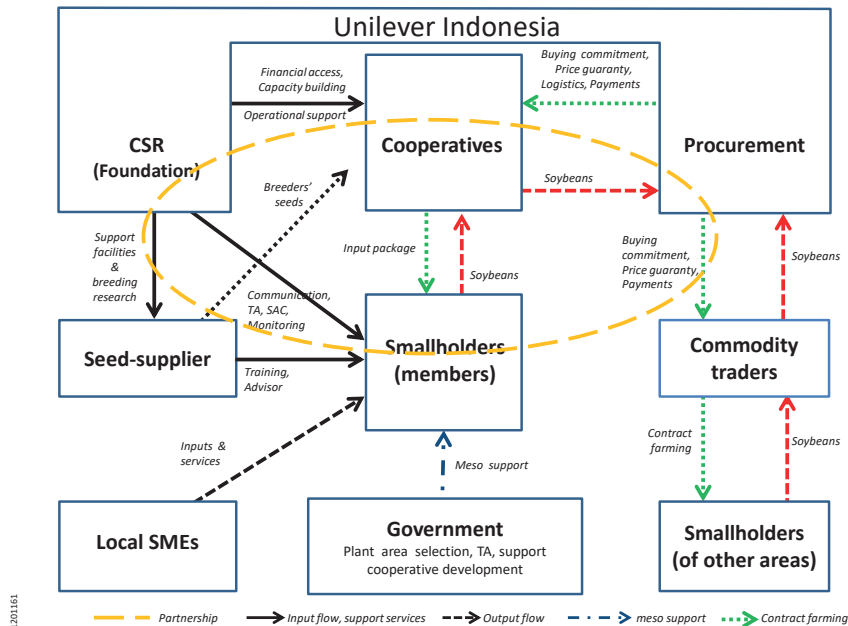 Unilever Indonesia
Financial access,
Capacity building
Operational support
Buying commitment,
Price guaranty,
Logistics, Payments
CSR
(Foundation)
Cooperatives
Procurement
Breeders'
seeds
Soybeans
Support
facilities
&
breeding
research
Input package
Soybeans
Buying
commitment,
Price guaranty,
Payments
Soybeans
Communication,
TA, SAC,
Monitoring
Seed-supplier
Training,
Advisor
Smallholders
(members)
Commodity
traders
Inputs &
services
Meso support
Contract
farming
Soybeans
Local SMEs
Government
Plant area selection, TA, support
cooperative development
Smallholders
(of other areas)
Partnership
Input flow, support services
Output flow
meso support
Contract farming
1201161